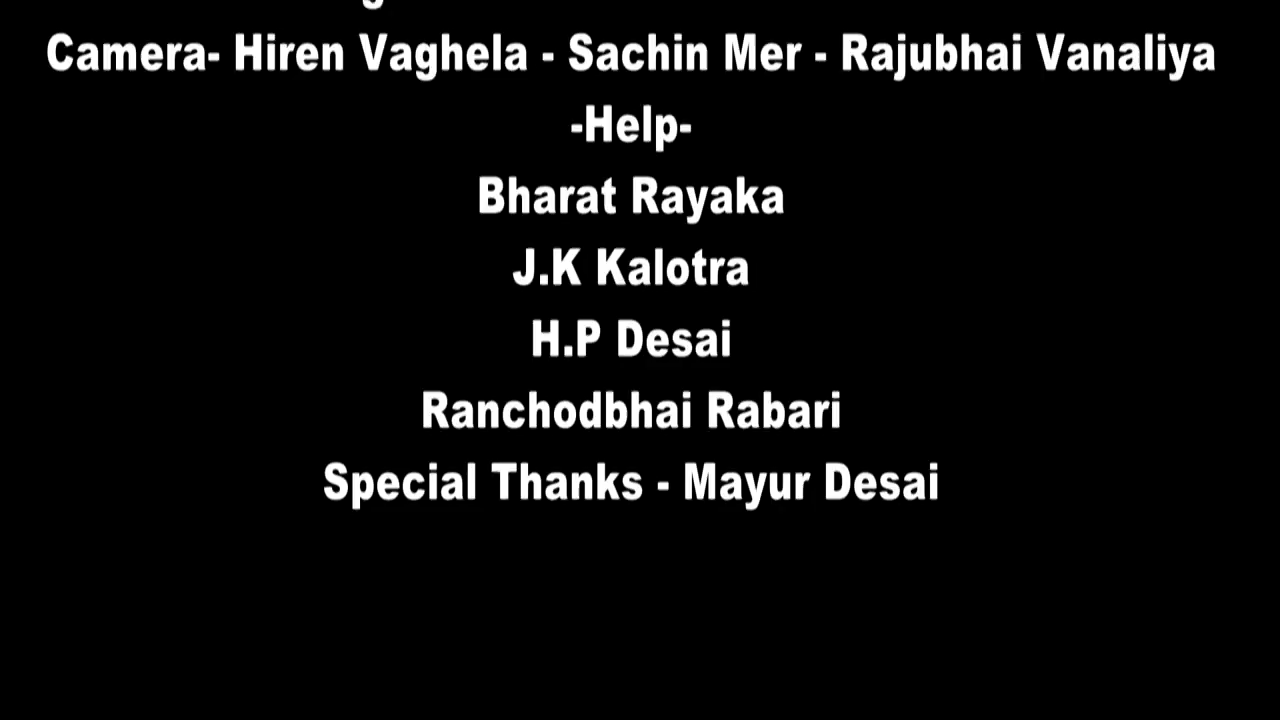 Camera- Hiren Vaghela - Sachin Mer - Rajubhai Vanaliya
-Help-
Bharat Rayaka
J.K Kalotra
H.P Desai
Ranchodbhai Rabari
Special Thanks - Mayur Desai